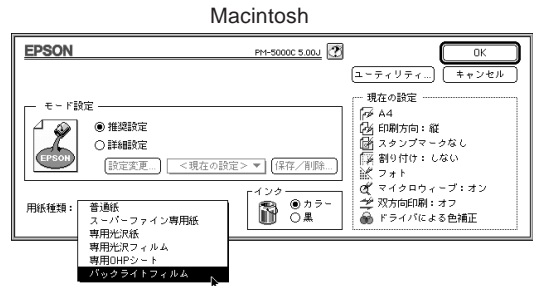 Macintosh
EPSON
PM-5000C 5.00J
?
OK
ユーティリティ...
キャンセル
モード設定
EPSON
推奨設定
詳細設定
設定変更...
<現在の設定>
保存/削除...
用紙種類:
普通紙
スーパーファイン専用紙
専用光沢紙
専用光沢フィルム
専用OHPシート
バックライトフィルム
インク
カラー
黒
現在の設定
A4
印刷方向:縦
スタンプマークなし
割り付け:しない
フォト
マイクロウィーブ:オン
双方向印刷:オフ
ドライバによる色補正